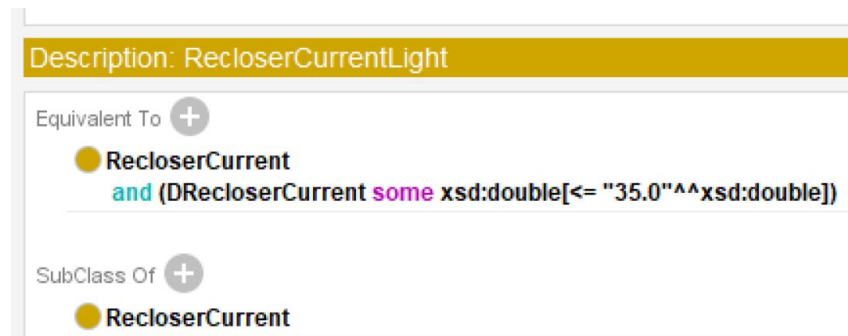 Description: RecloserCurrentLight
Equivalent To
RecloserCurrent
and (DRecloserCurrent some xsd:double[<= "35.0"^^xsd:double])
SubClass Of
RecloserCurrent